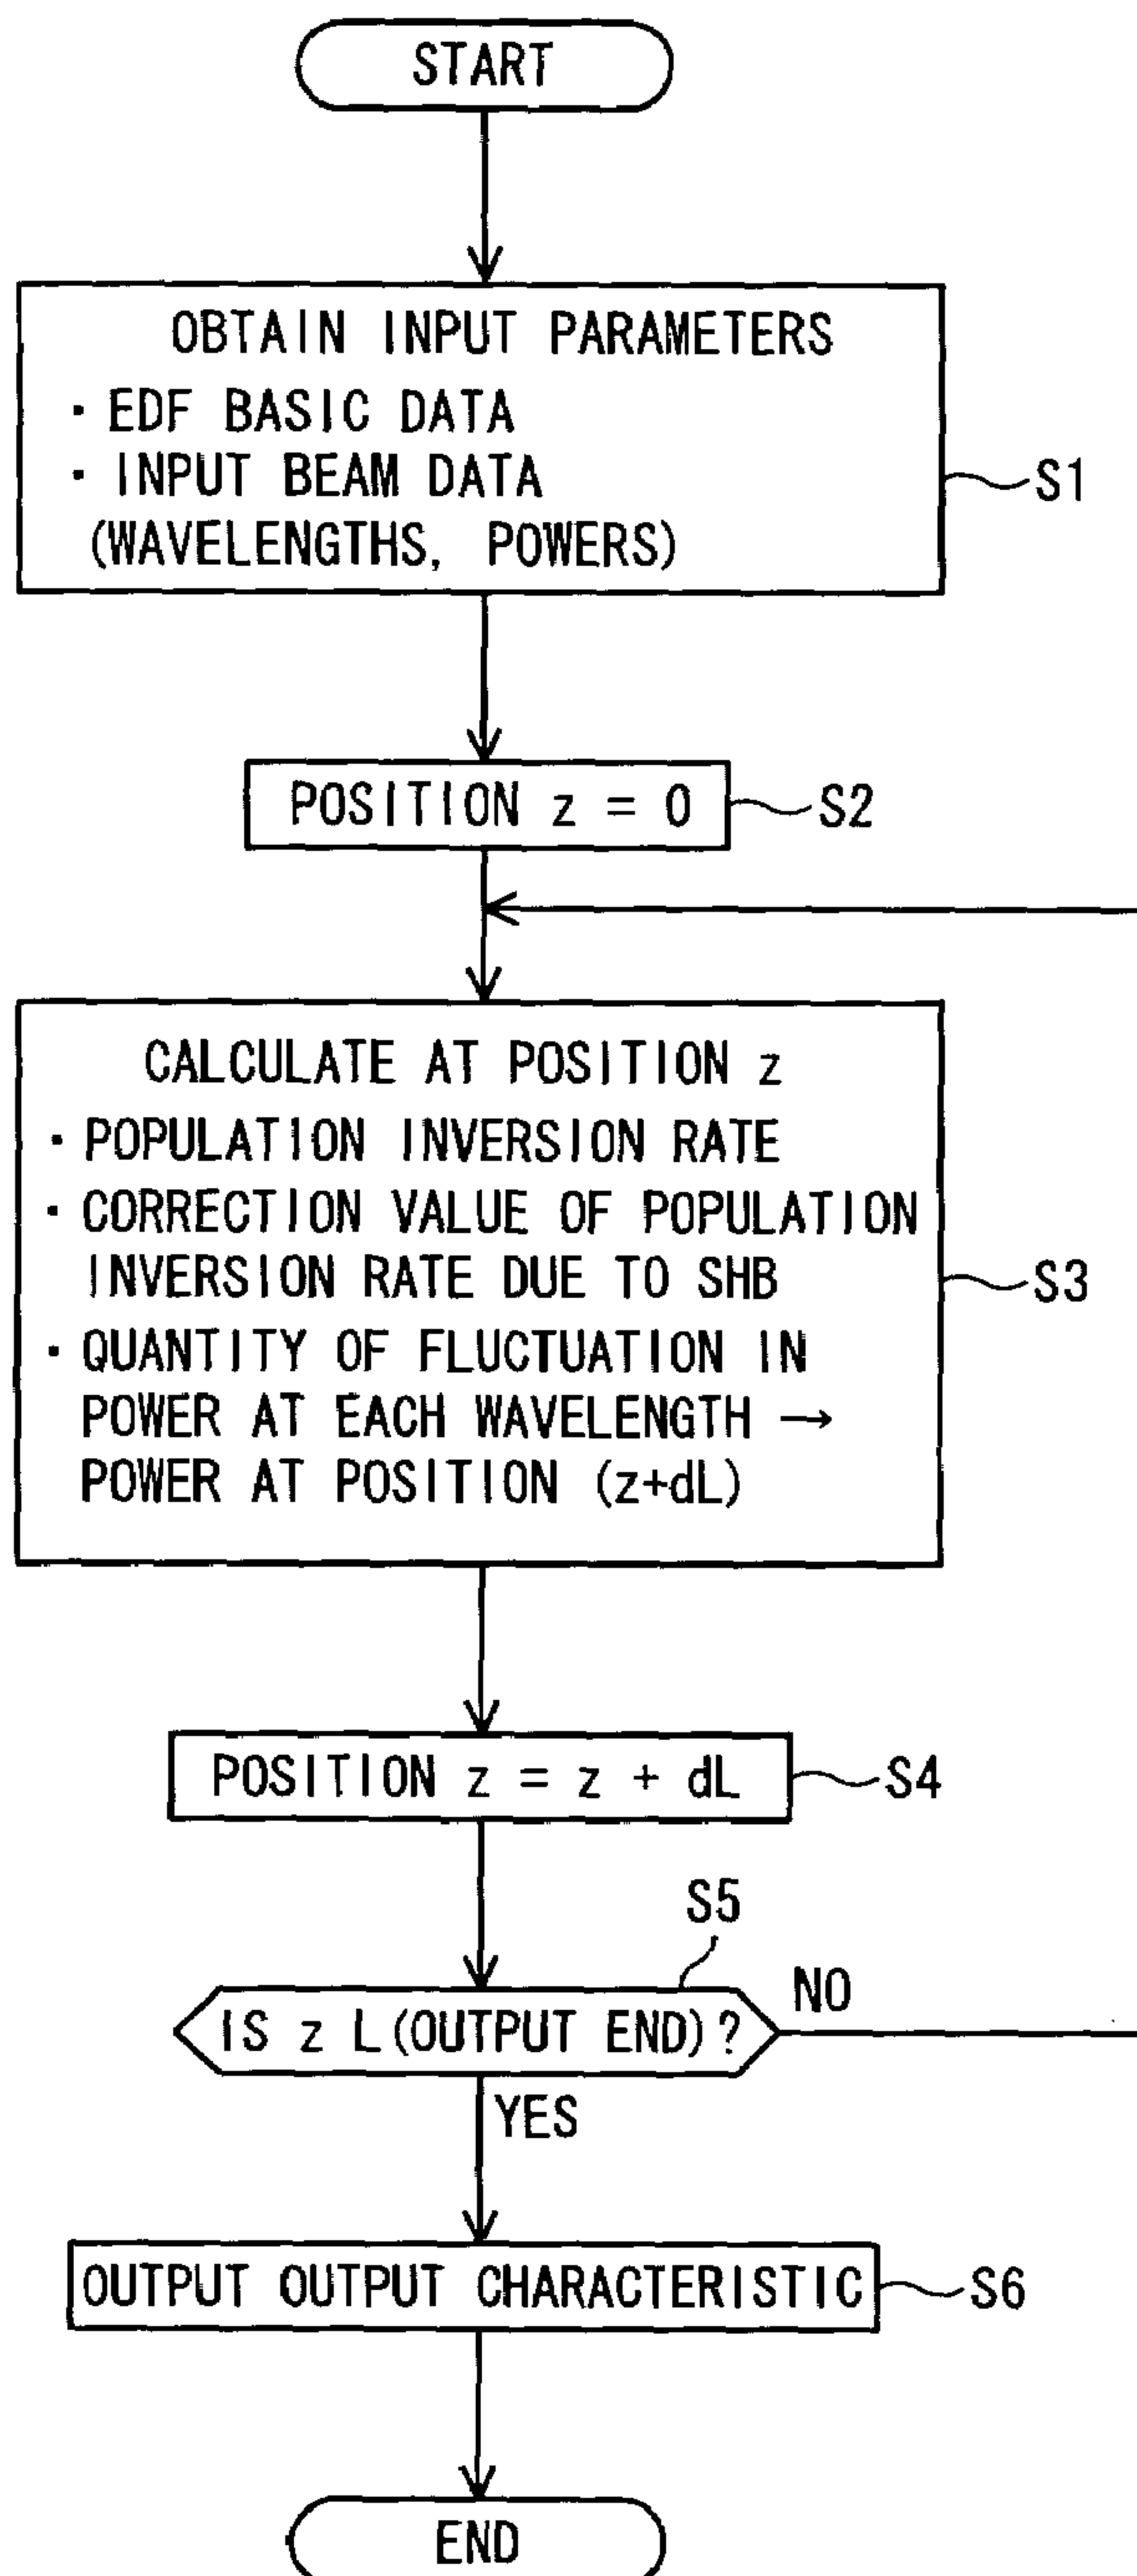 START
OBTAIN INPUT PARAMETERS
· EDF BASIC DATA
· INPUT BEAM DATA
(WAVELENGTHS, POWERS)
S1
POSITION z = 0
S2
CALCULATE AT POSITION z
· POPULATION INVERSION RATE
· CORRECTION VALUE OF POPULATION
INVERSION RATE DUE TO SHB
· QUANTITY OF FLUCTUATION IN
POWER AT EACH WAVELENGTH →
POWER AT POSITION (z+dL)
S3
POSITION z = z + dL
S4
S5
IS z L(OUTPUT END)?
NO
YES
OUTPUT OUTPUT CHARACTERISTIC
S6
END